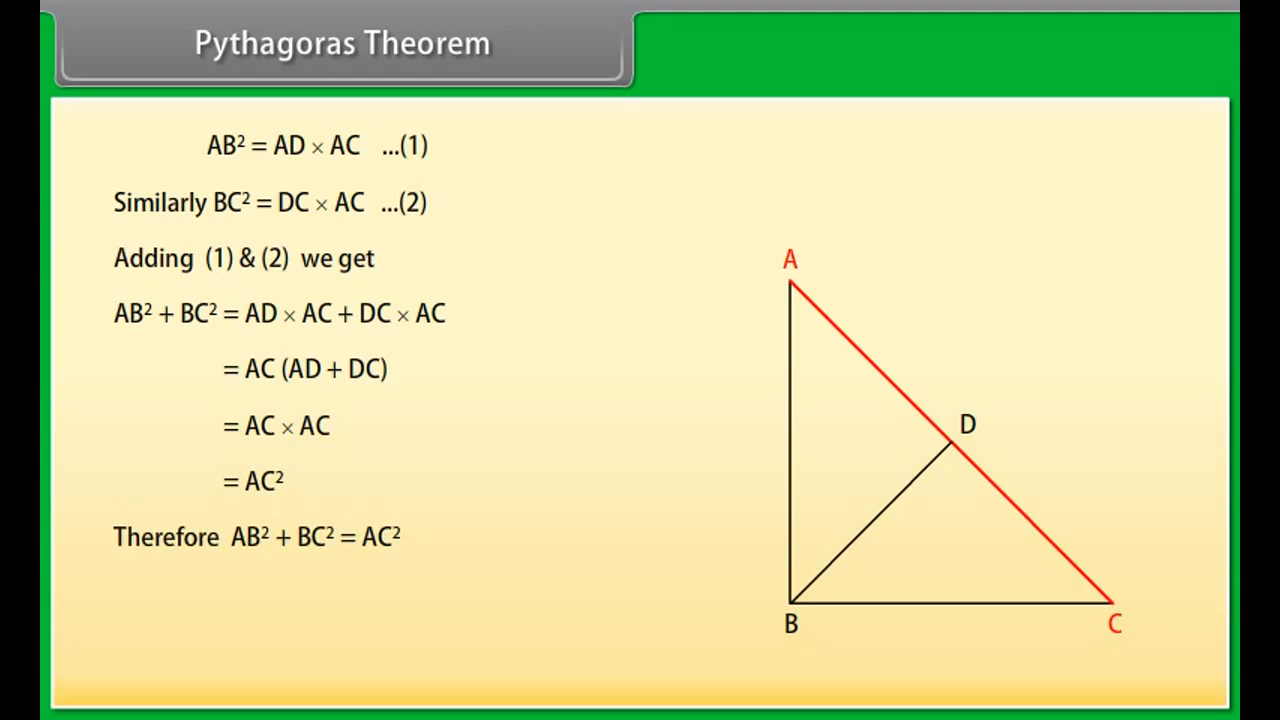 Pythagoras Theorem
AB² = AD × AC ...(1)
Similarly BC² = DC × AC ...(2)
Adding (1) & (2) we get
AB² + BC² = AD × AC + DC × AC
= AC (AD + DC)
= AC × AC
= AC²
Therefore AB² + BC² = AC²
A
D
B
C